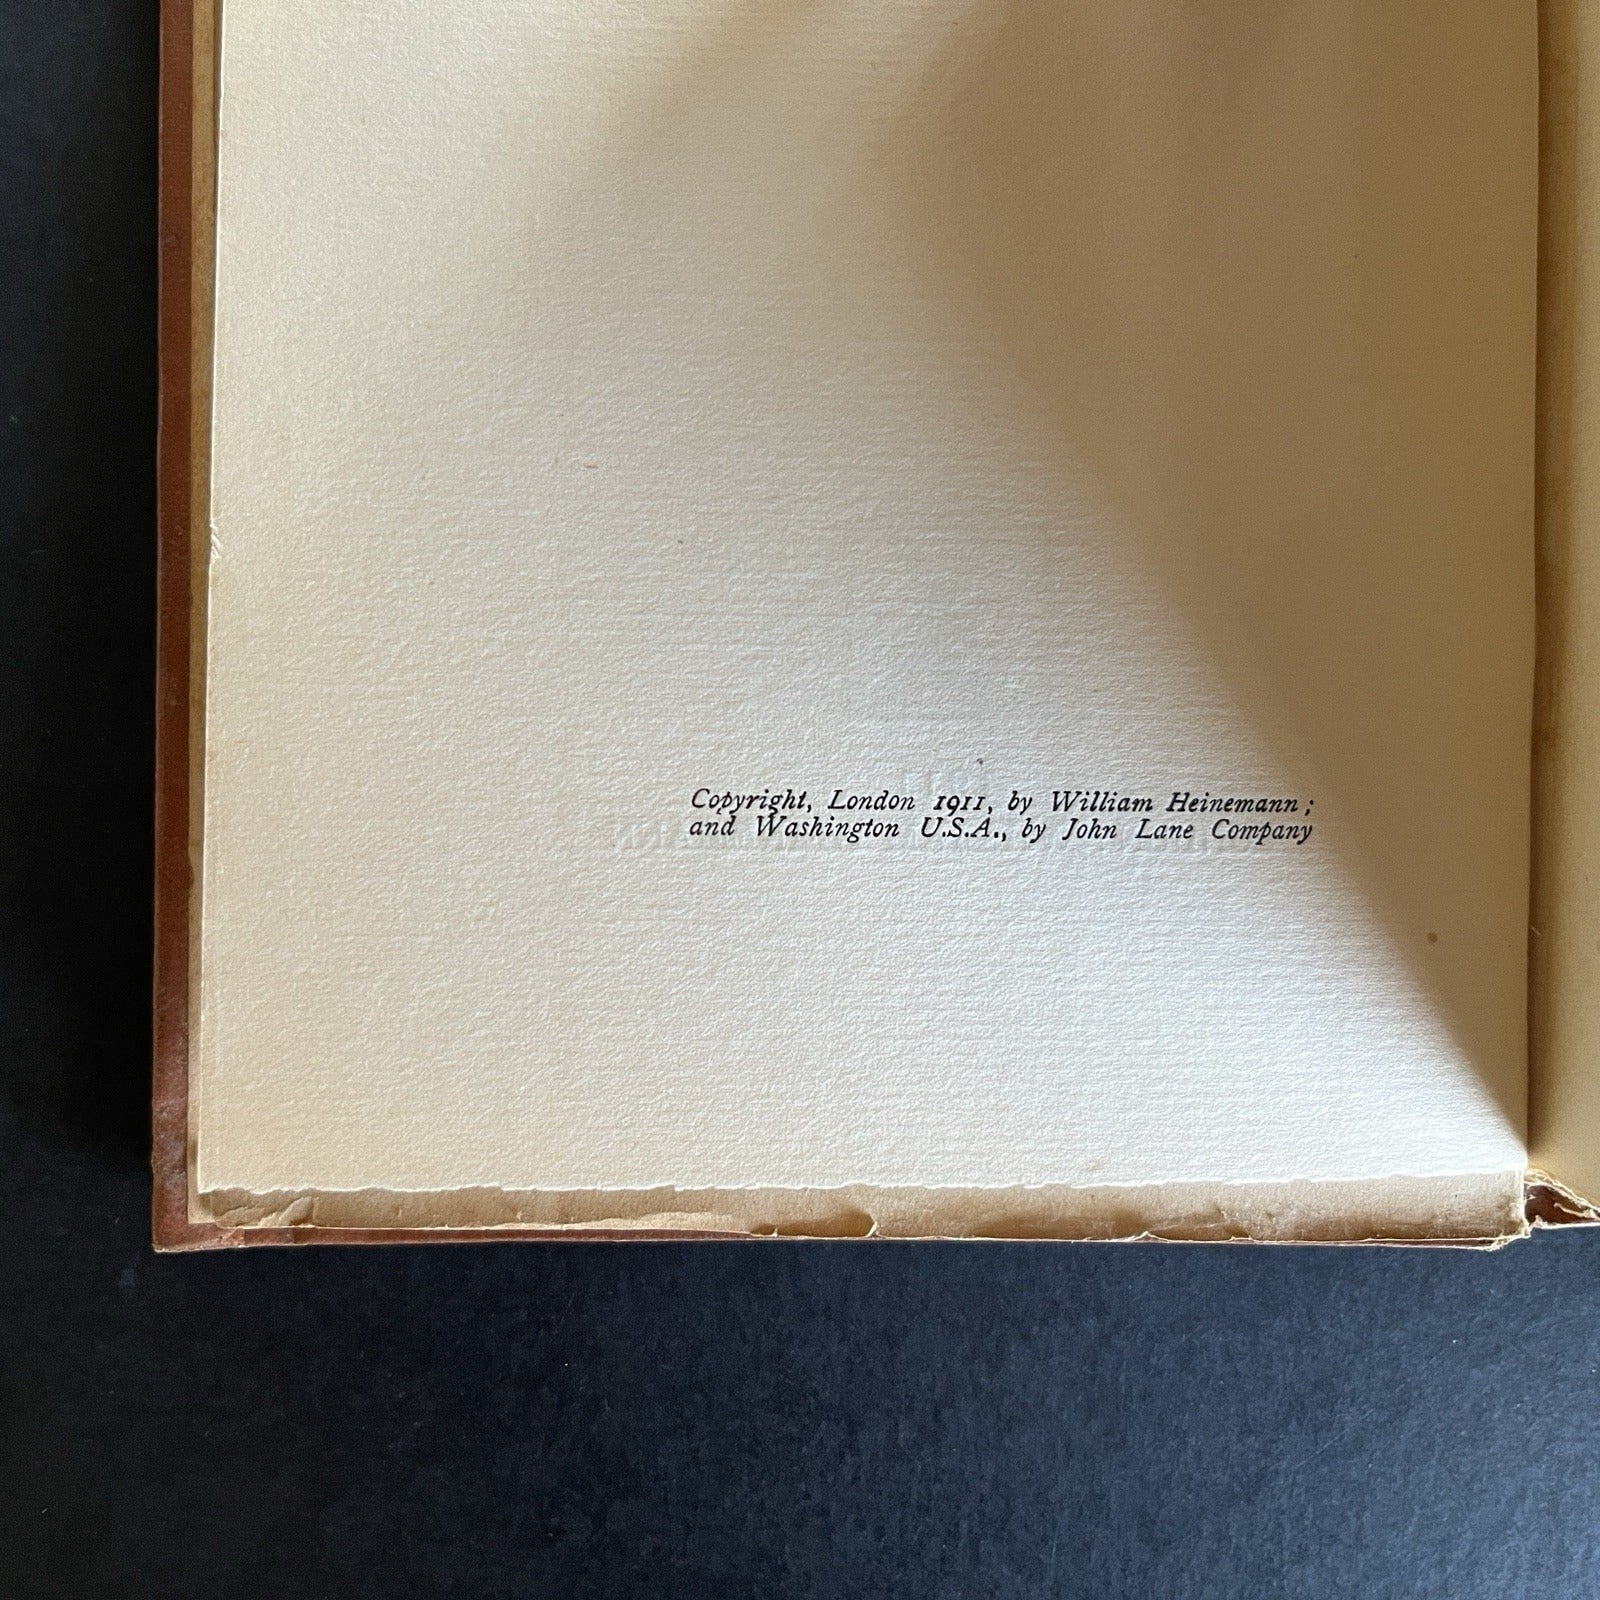 Copyright, London 1911, by William Heinemann ;
and Washington U.S.A., by John Lane Company